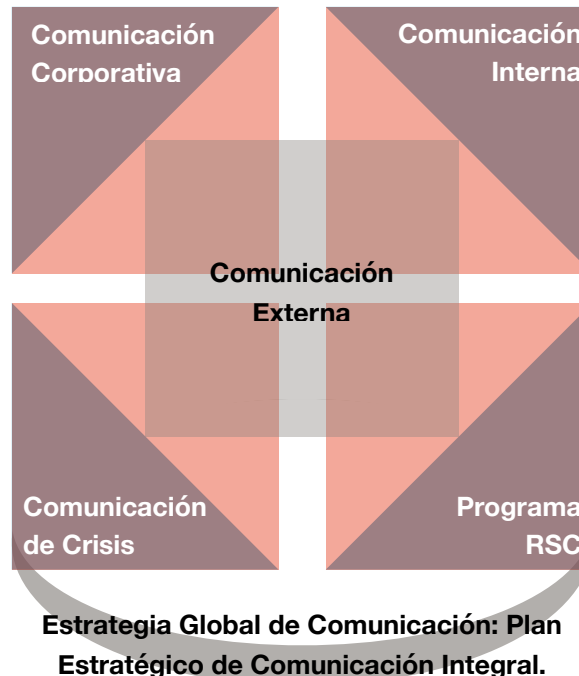 Comunicación
Corporativa
Comunicación
Interna
Comunicación
Externa
Comunicación
de Crisis
Programa
RSC
Estrategia Global de Comunicación: Plan
Estratégico de Comunicación Integral.